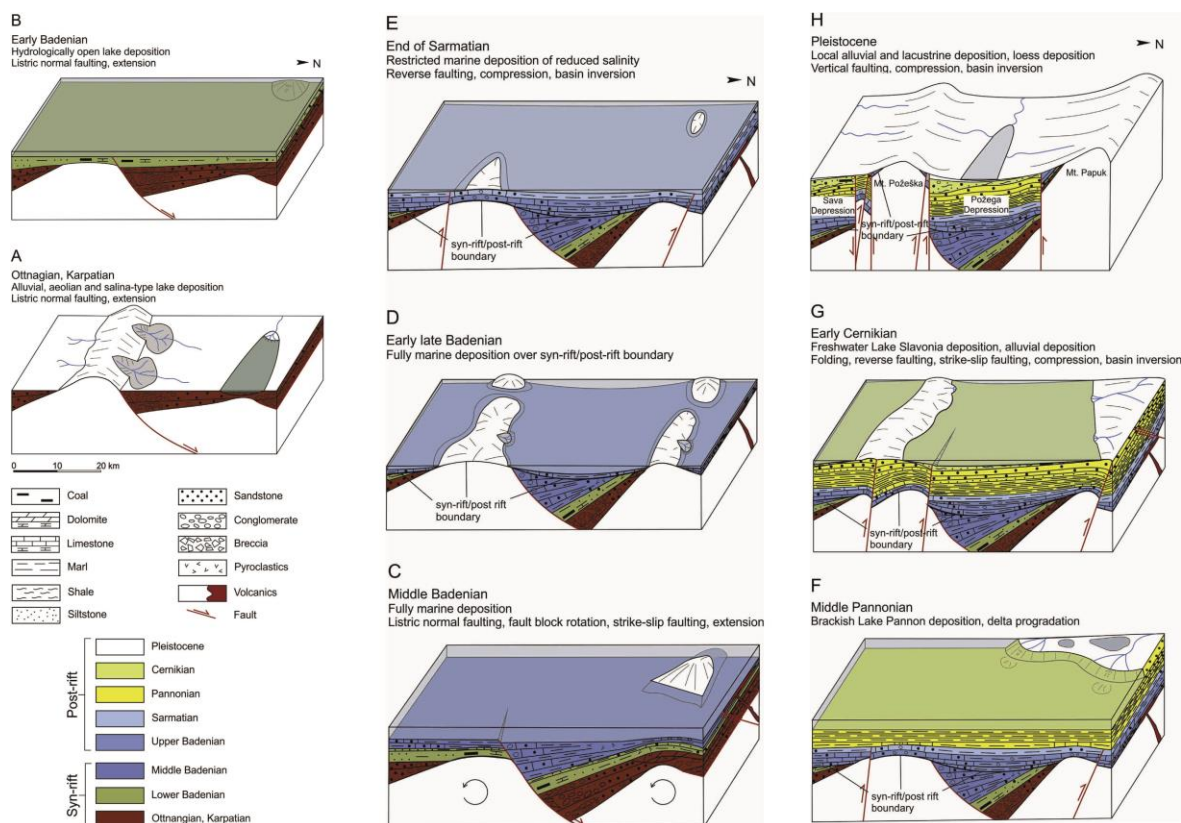 B
Early Badenian
Hydrologically open lake deposition
Listric normal faulting, extension
N
A
Ottnagian, Karpatian
Alluvial, aeolian and salina-type lake deposition
Listric normal faulting, extension
0 10 20 km
Coal
Dolomite
Limestone
Marl
Shale
Siltstone
Sandstone
Conglomerate
Breccia
Pyroclastics
Volcanics
Fault
Post-rift
Pleistocene
Cernikian
Pannonian
Sarmatian
Upper Badenian
Syn-rift
Middle Badenian
Lower Badenian
Ottnangian, Karpatian
E
End of Sarmatian
Restricted marine deposition of reduced salinity
Reverse faulting, compression, basin inversion
N
syn-rift/post-rift
boundary
D
Early late Badenian
Fully marine deposition over syn-rift/post-rift boundary
syn-rift/post rift
boundary
C
Middle Badenian
Fully marine deposition
Listric normal faulting, fault block rotation, strike-slip faulting, extension
H
Pleistocene
Local alluvial and lacustrine deposition, loess deposition
Vertical faulting, compression, basin inversion
N
Mt. Požeška
Mt. Papuk
Sava
Depression
Požega
Depression
syn-rift/post-rift
boundary
G
Early Cernikian
Freshwater Lake Slavonia deposition, alluvial deposition
Folding, reverse faulting, strike-slip faulting, compression, basin inversion
syn-rift/post-rift
boundary
F
Middle Pannonian
Brackish Lake Pannon deposition, delta progradation
syn-rift/post-rift
boundary